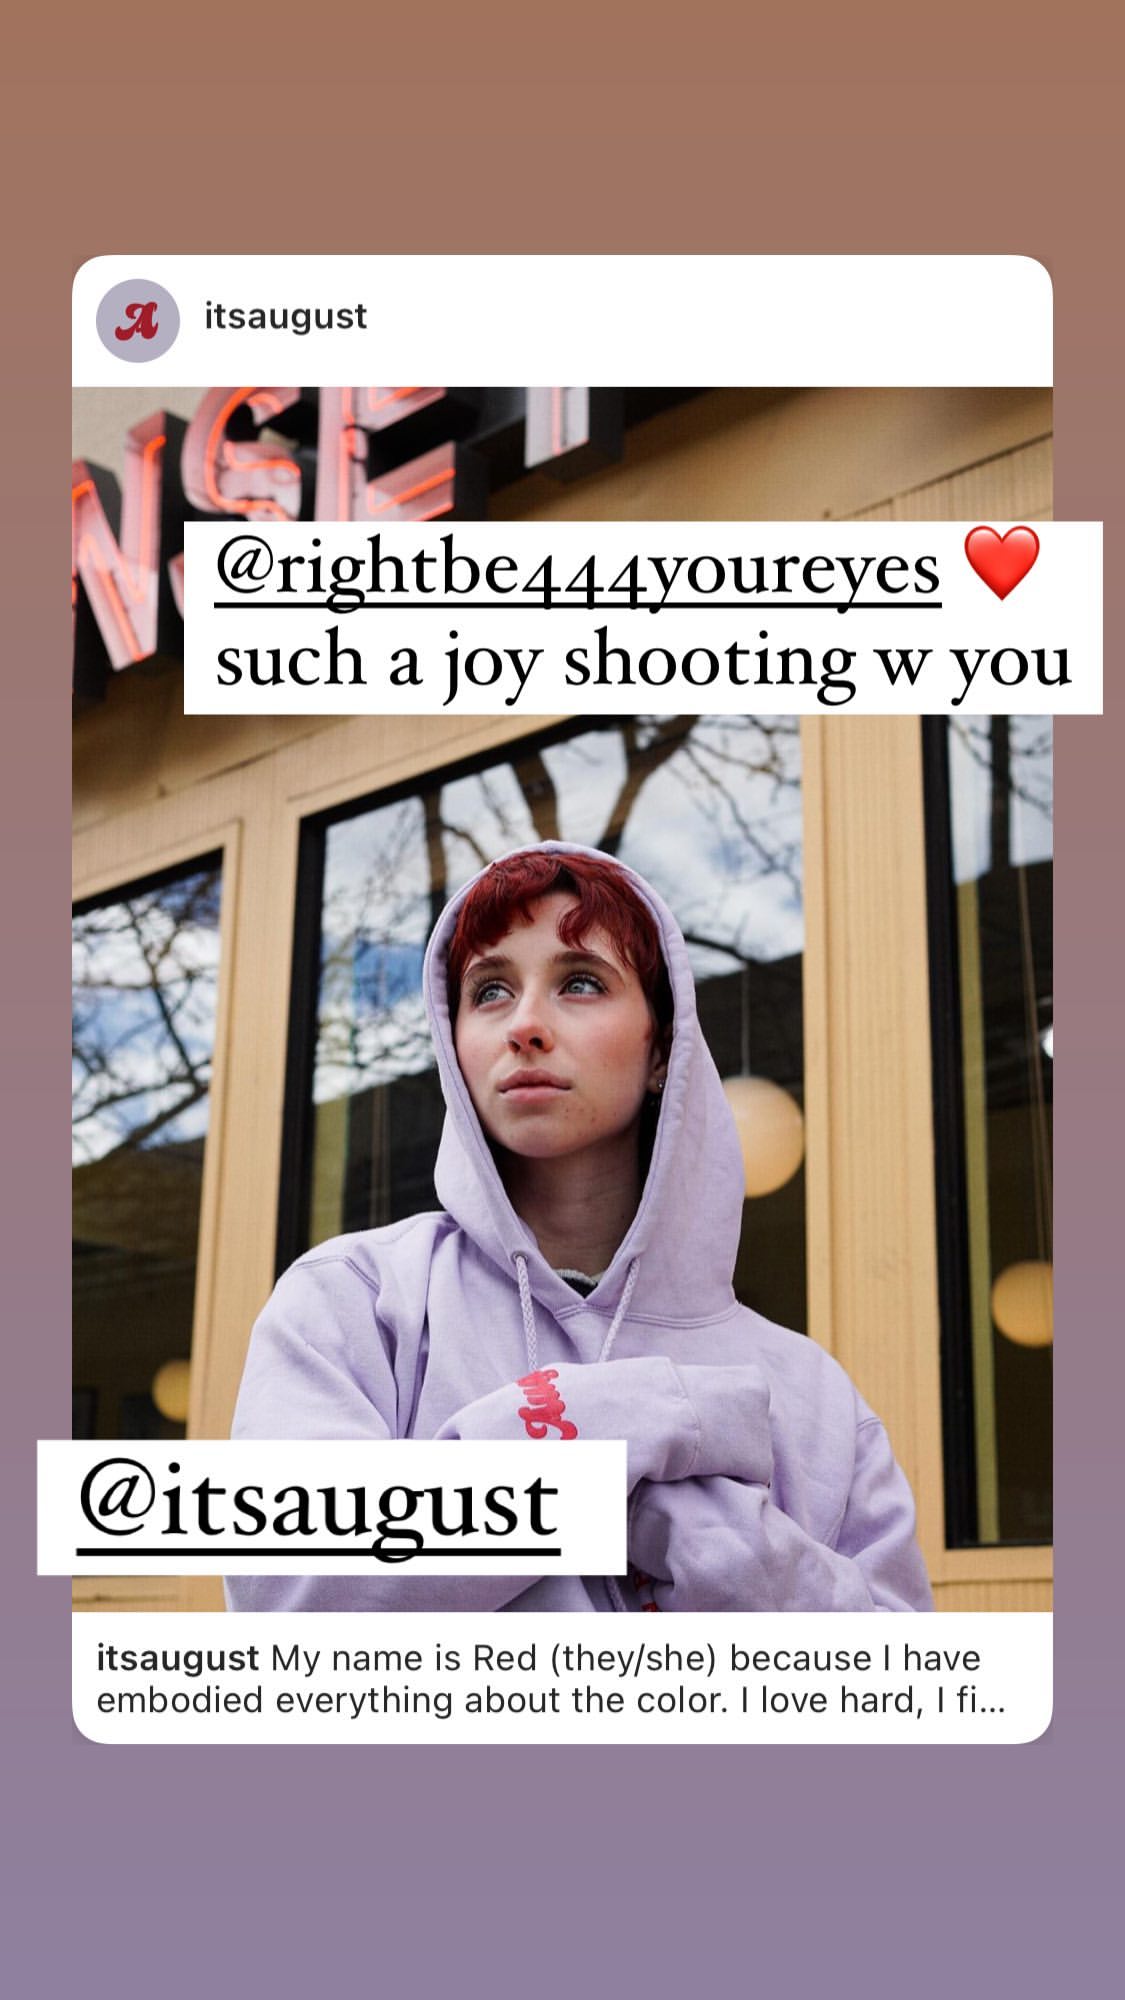 itsaugust
NSET
@rightbe444youreyes ❤️
such a joy shooting w you
@itsaugust
itsaugust My name is Red (they/she) because I have
embodied everything about the color. I love hard, I fi...